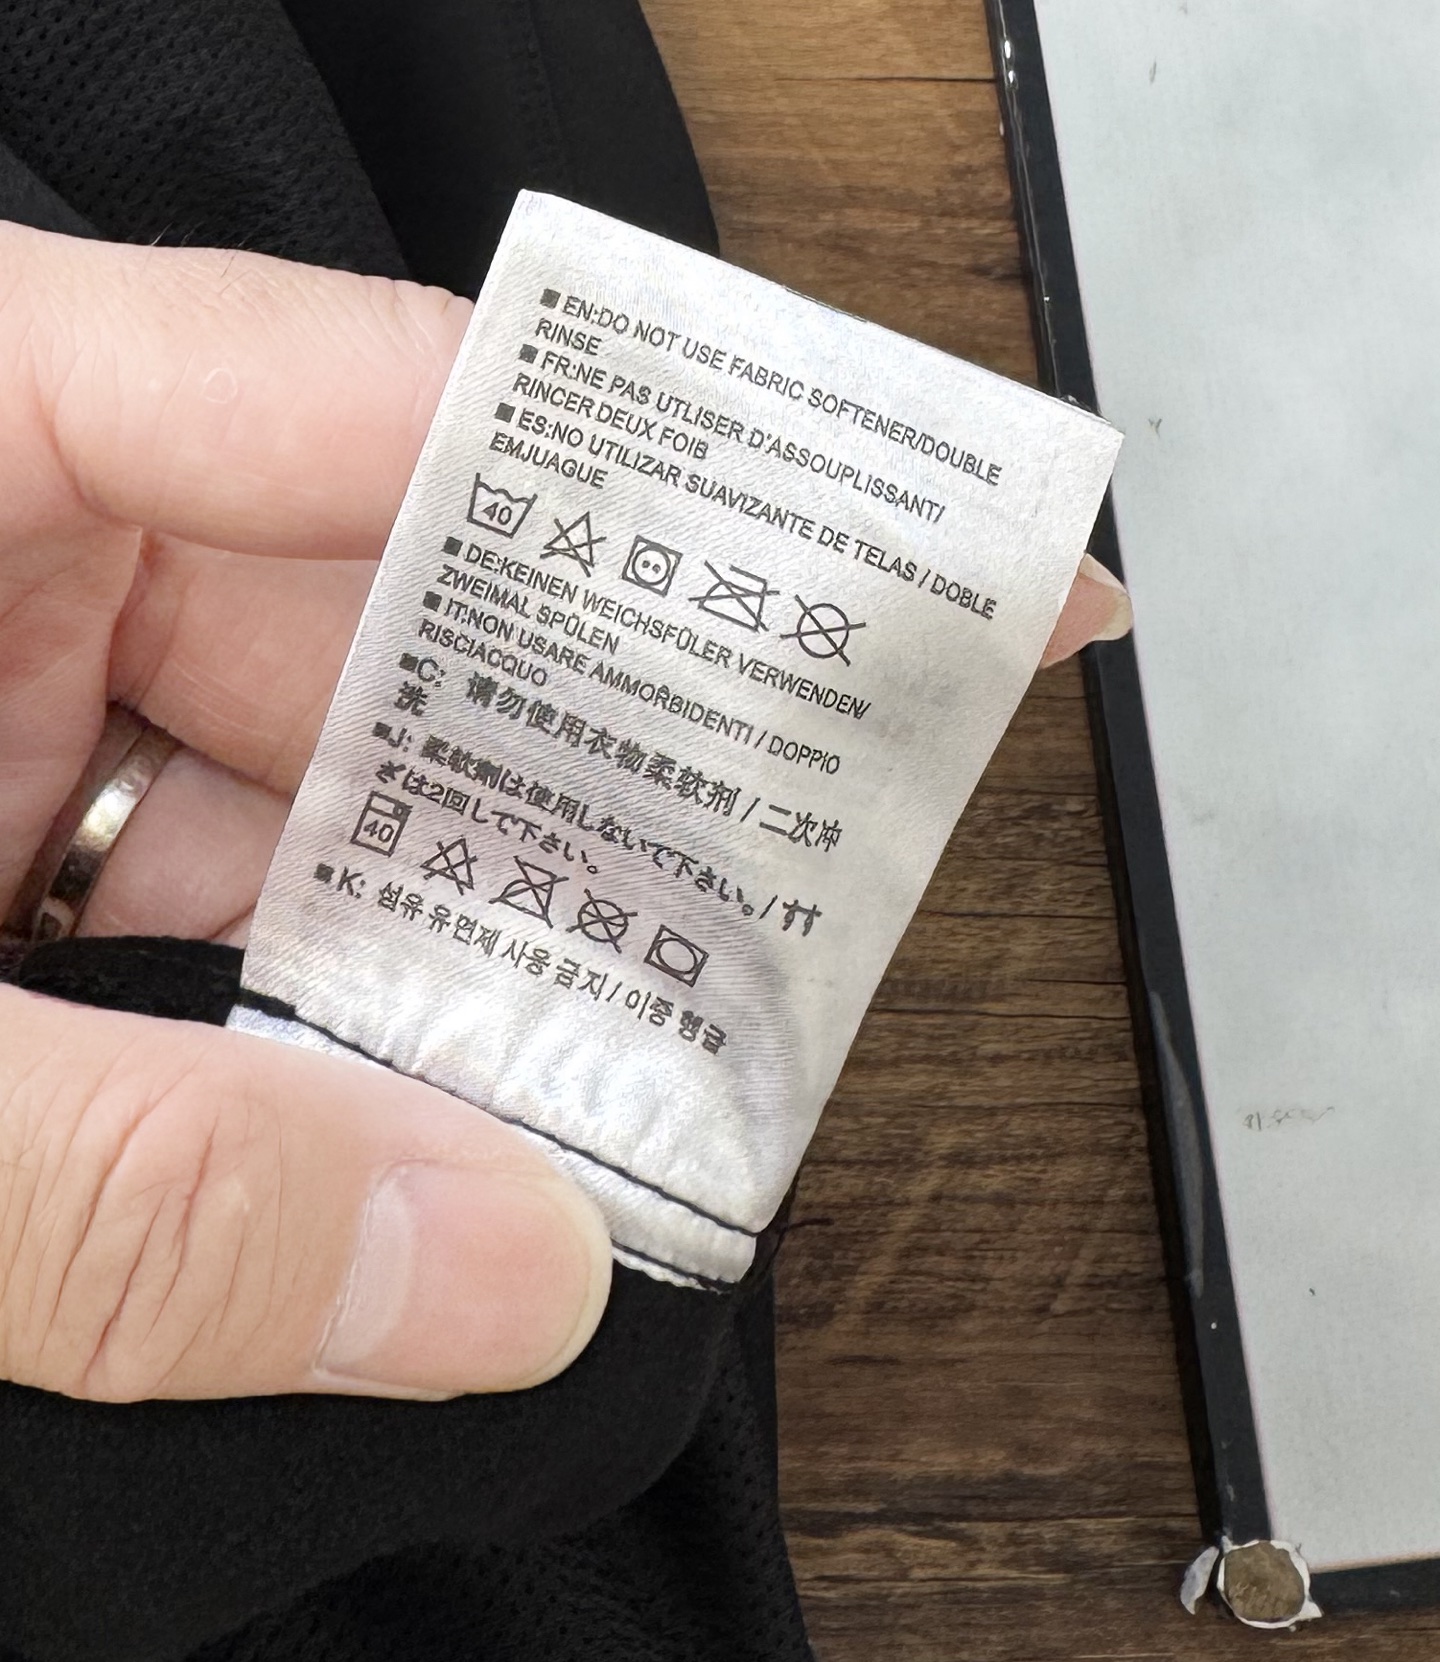 ■ EN:DO NOT USE FABRIC SOFTENER/DOUBLE
RINSE
■ FR:NE PAS UTLISER D'ASSOUPLISSANT/
RINCER DEUX FOIB
■ ES:NO UTILIZAR SUAVIZANTE DE TELAS / DOBLE
EMJUAGUE
40
■ DE:KEINEN WEICHSFÜLER VERWENDEN/
ZWEIMAL SPÜLEN
■ IT:NON USARE AMMORBIDENTI / DOPPIO
RISCIACQUO
■C: 请勿使用衣物柔软剂 / 二次冲
洗
■J: 柔軟剤は使用しないで下さい。/ すす
ぎは2回して下さい。
40
■K: 섬유 유연제 사용 금지 / 이중 헹굼